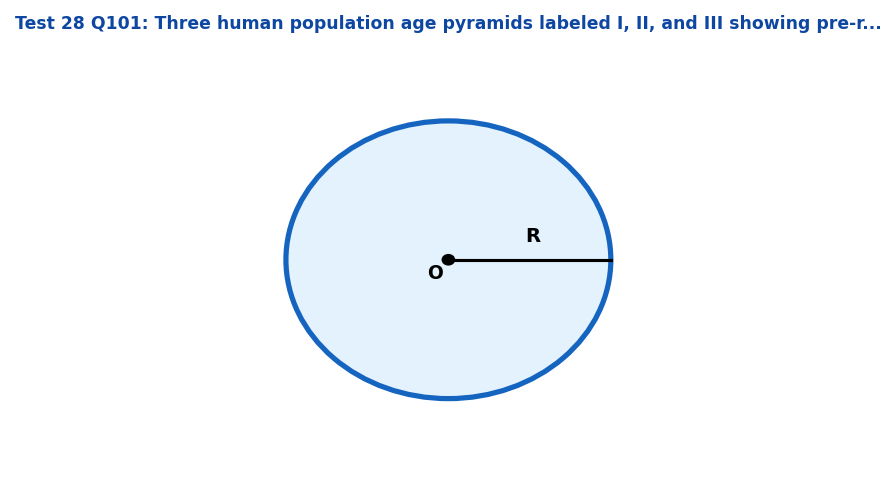 Test 28 Q101: Three human population age pyramids labeled I, II, and III showing pre-r...
R
O